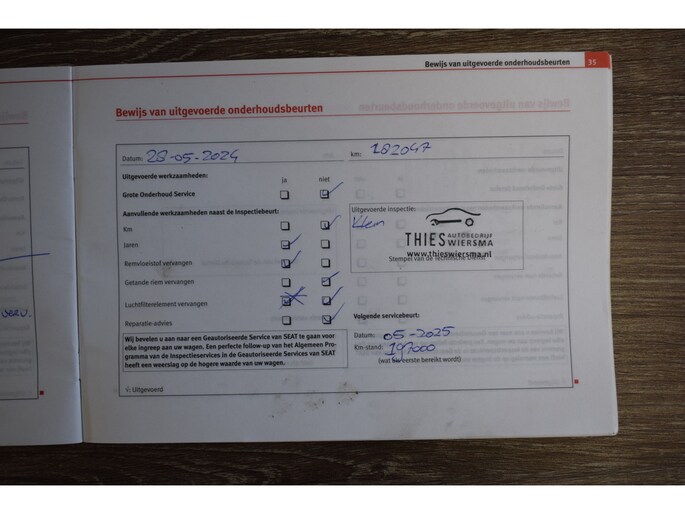 Bewijs van uitgevoerde onderhoudsbeurten 35
Bewijs van uitgevoerde onderhoudsbeurten
Datum: 28-05-2024 km: 182047
Uitgevoerde werkzaamheden: ja niet
Grote Onderhoud Service
Aanvullende werkzaamheden naast de inspectiebeurt:
Km
Jaren
Remvloeistof vervangen
Getande riem vervangen
Luchtfilterelement vervangen
Reparatie-advies
Uitgevoerde inspectie:
Klein
AUTOBEDRIJF
THIES WIERSMA
www.thieswiersma.nl
Stempel van de Technische dienst
Wij bevelen u aan naar een Geautoriseerde Service van SEAT te gaan voor
elke ingreep aan uw wagen. Een perfecte follow-up van het Algemeen Pro-
gramma van de Inspectieservices in de Geautoriseerde Services van SEAT
heeft een weerslag op de hogere waarde van uw wagen.
Volgende servicebeurt:
Datum: 05-2025
Km-stand: 197000
(wat U eerste bereikt wordt)
√: Uitgevoerd